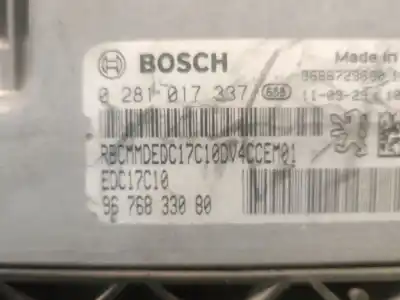 BOSCH
Made in
0 281 017 337
RBCMMDEDC17C10DV4CCEM01
EDC17C10
96 768 330 80